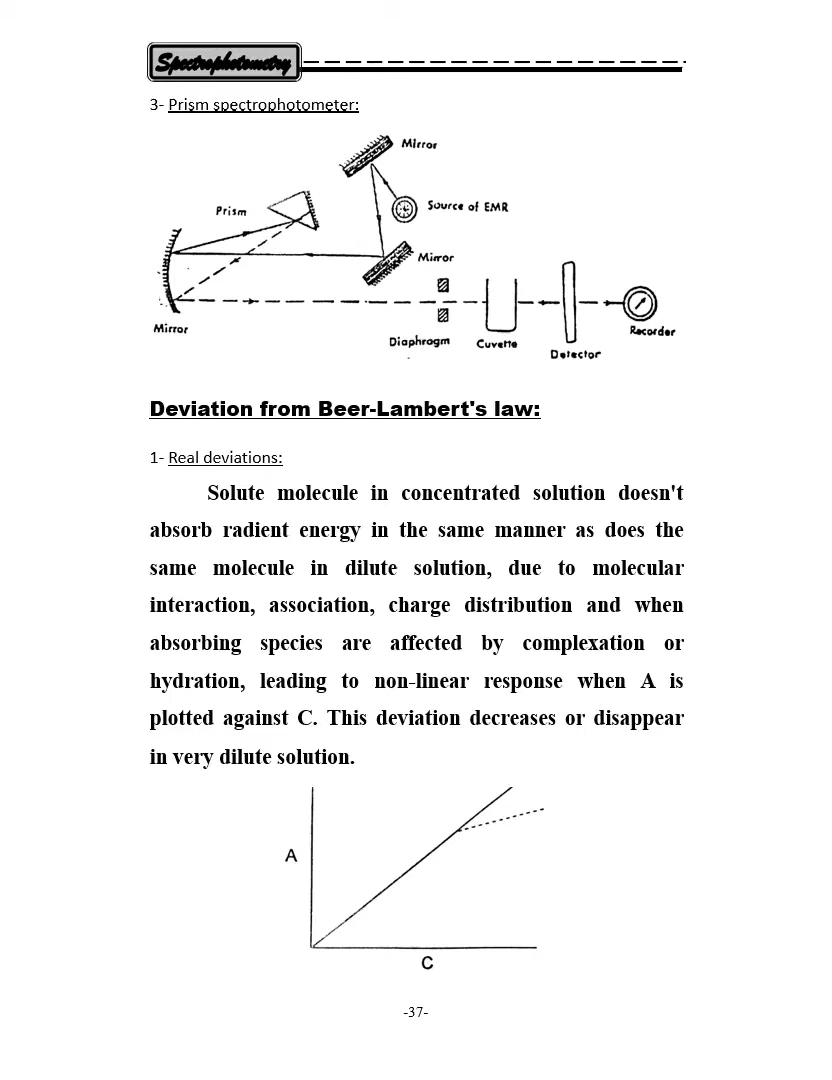 Spectrophotometry
3- Prism spectrophotometer:
Mirror
Prism
Source of EMR
Mirror
Mirror
Diaphragm
Cuvette
Detector
Recorder
Deviation from Beer-Lambert's law:
1- Real deviations:
Solute molecule in concentrated solution doesn't
absorb radient energy in the same manner as does the
same molecule in dilute solution, due to molecular
interaction, association, charge distribution and when
absorbing species are affected by complexation or
hydration, leading to non-linear response when A is
plotted against C. This deviation decreases or disappear
in very dilute solution.
A
C
-37-